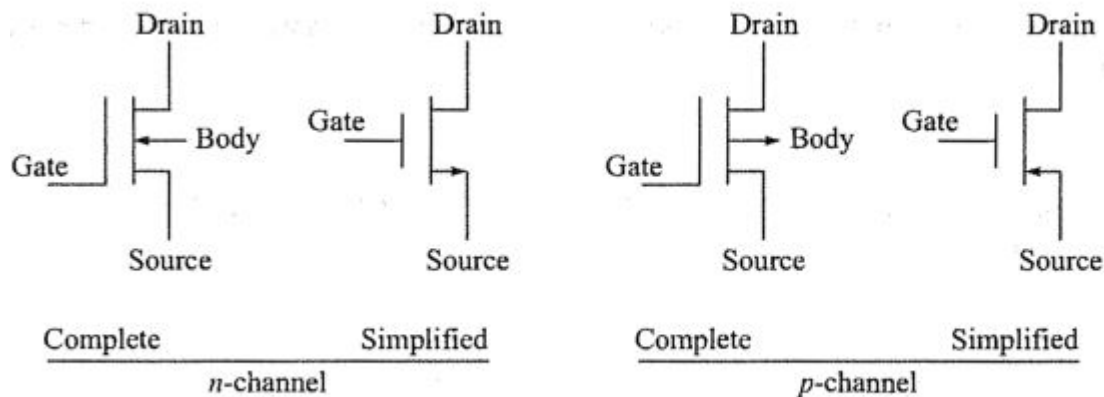 Drain
Drain
Drain
Drain
Gate
Body
Gate
Gate
Body
Gate
Source
Source
Source
Source
Complete
Simplified
Complete
Simplified
n-channel
p-channel